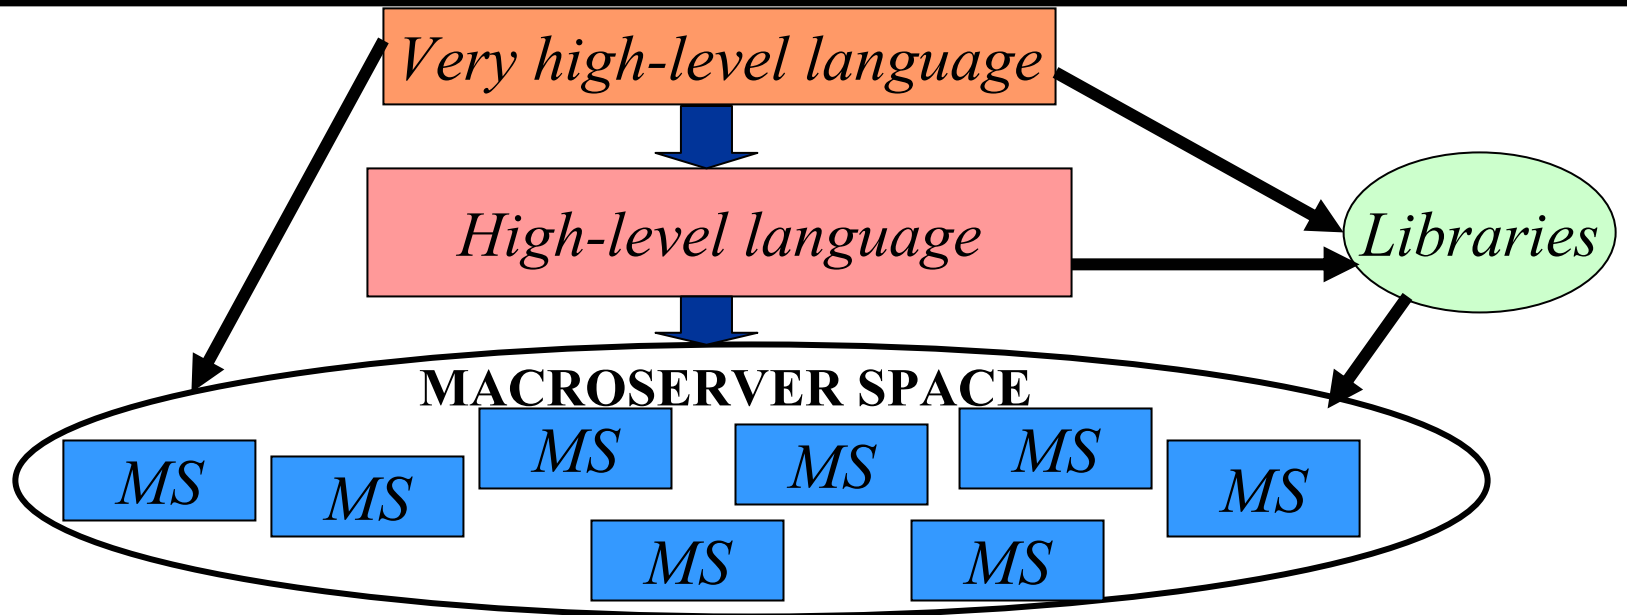 Very high-level language
High-level language
Libraries
MACROSERVER SPACE
MS
MS
MS
MS
MS
MS
MS
MS